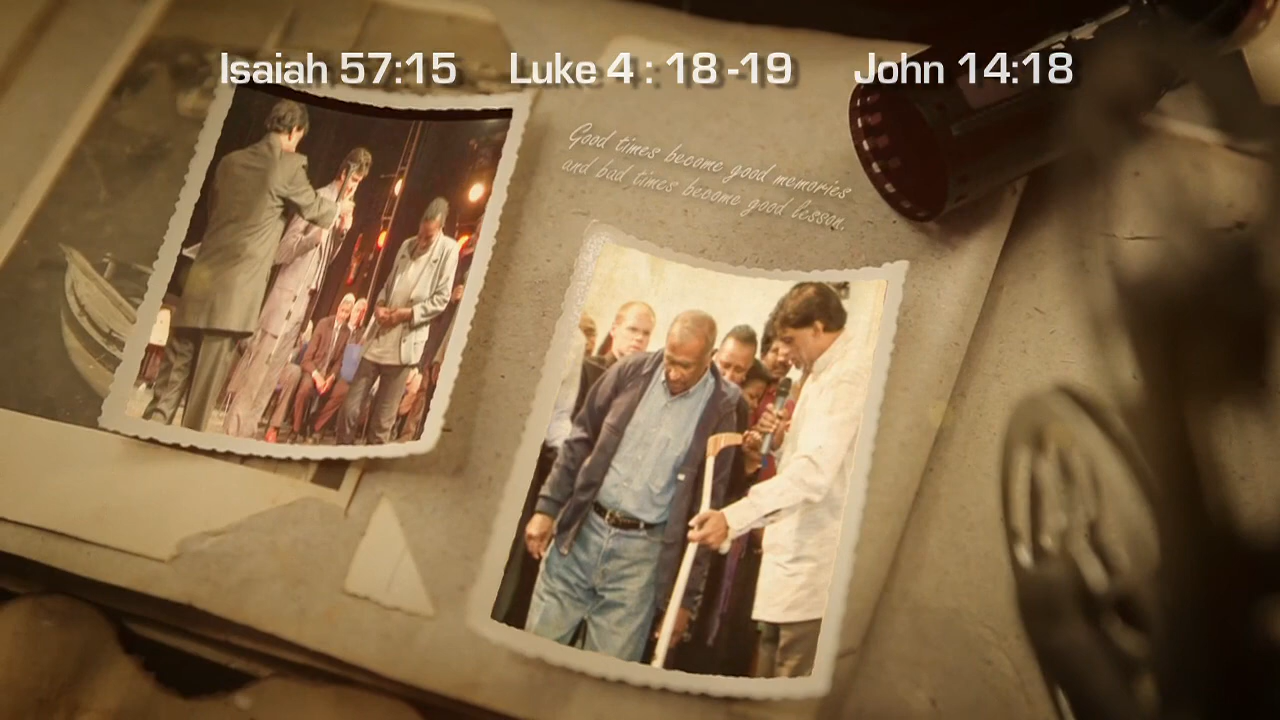 Isaiah 57:15 Luke 4 : 18 -19 John 14:18
Good times become good memories
and bad times become good lesson.